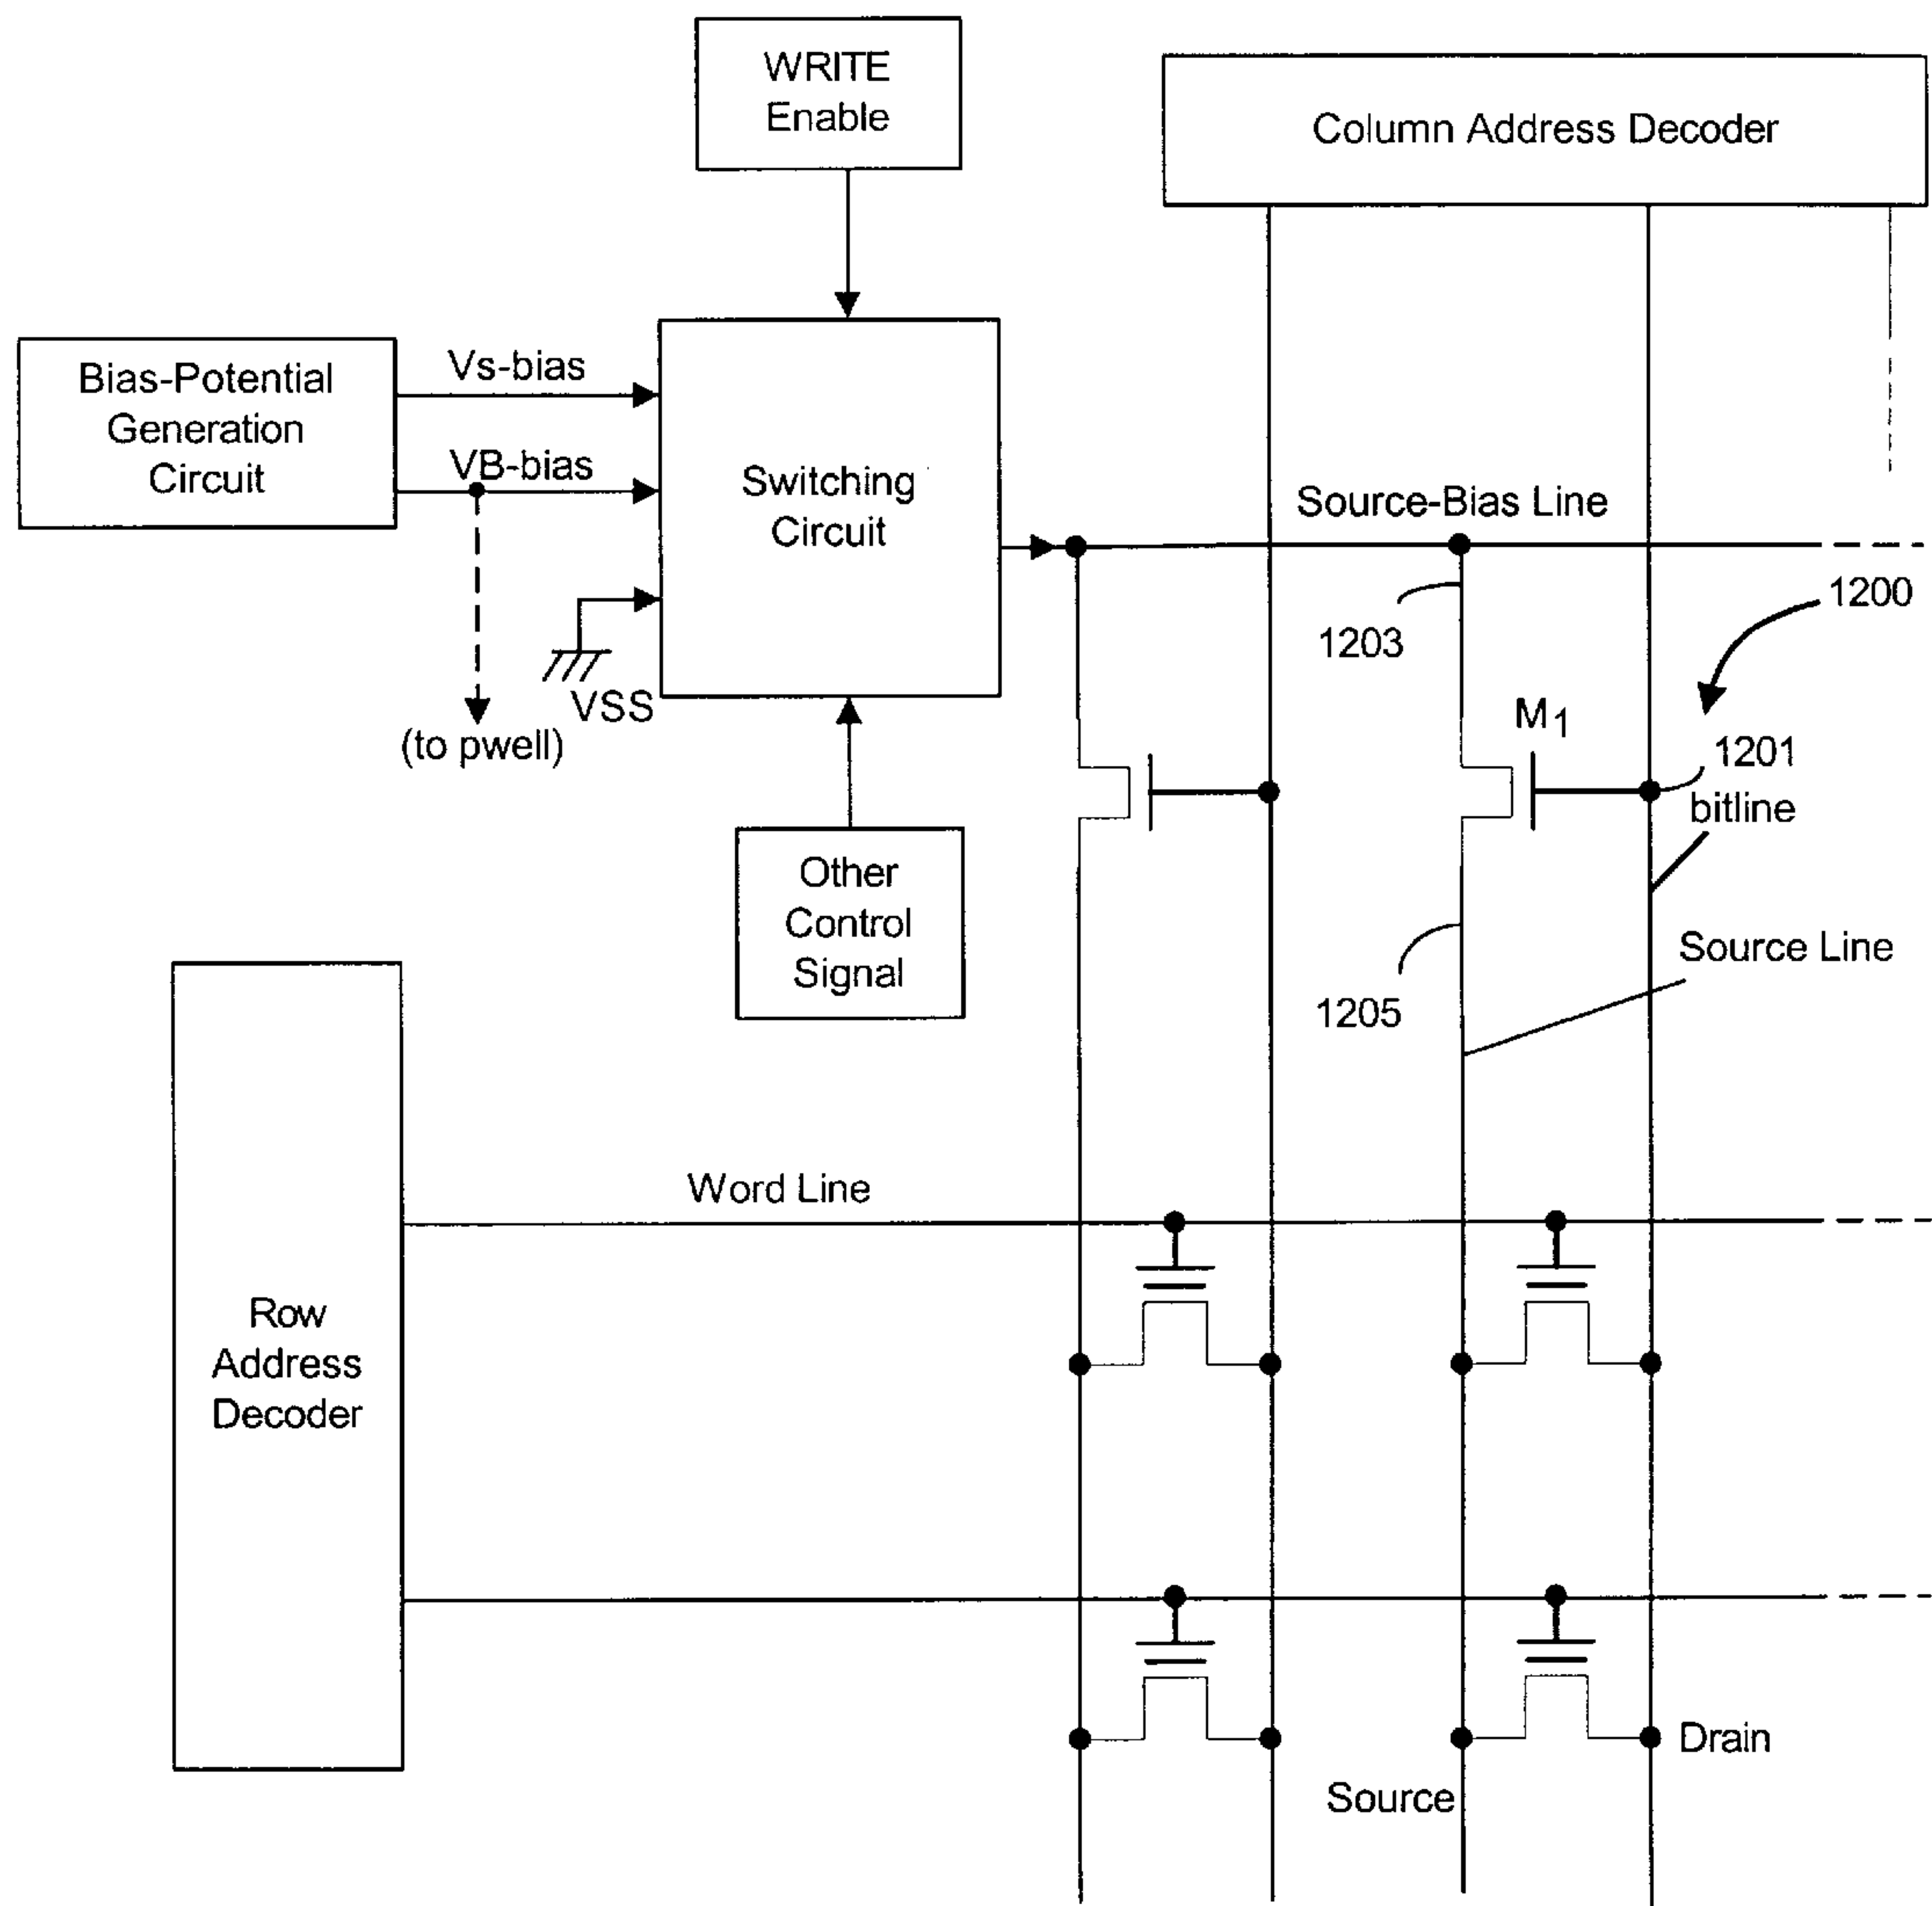 WRITE
Enable
Column Address Decoder
Bias-Potential
Generation
Circuit
Vs-bias
VB-bias
Switching
Circuit
Source-Bias Line
1200
1203
VSS
(to pwell)
M1
1201
bitline
Other
Control
Signal
Source Line
1205
Word Line
Row
Address
Decoder
Drain
Source